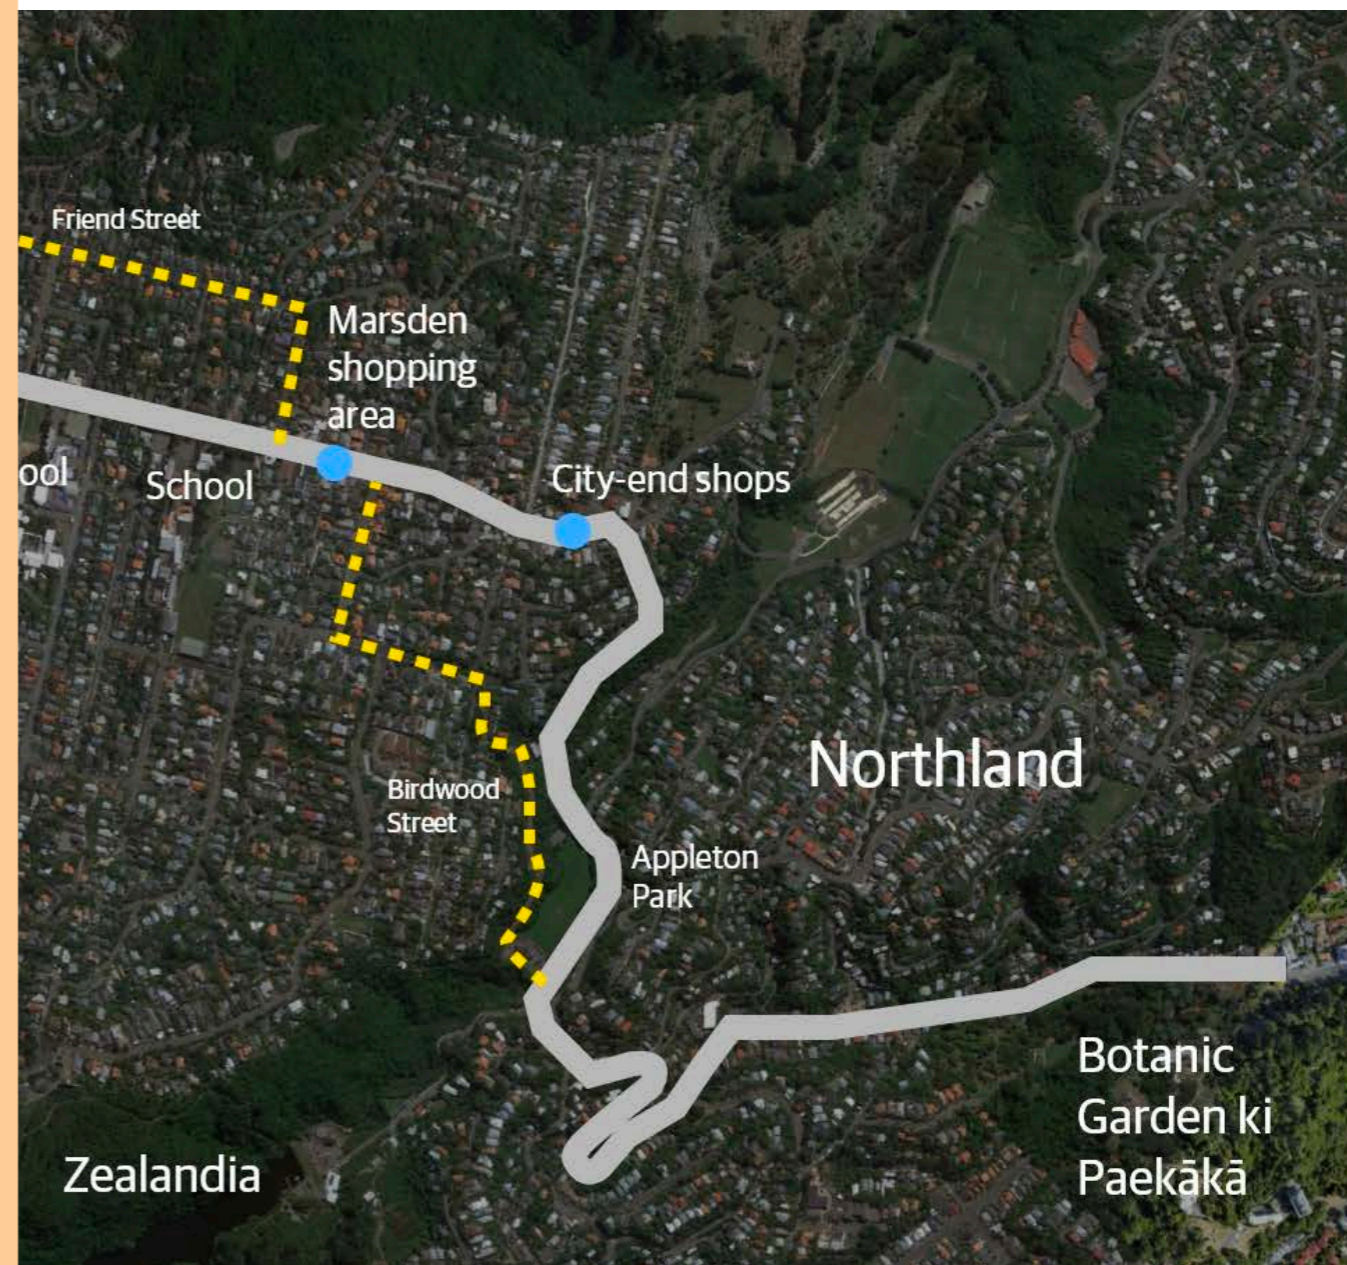 Friend Street
Marsden
shopping
area
ool
School
City-end shops
Northland
Birdwood
Street
Appleton
Park
Botanic
Garden ki
Paekākā
Zealandia